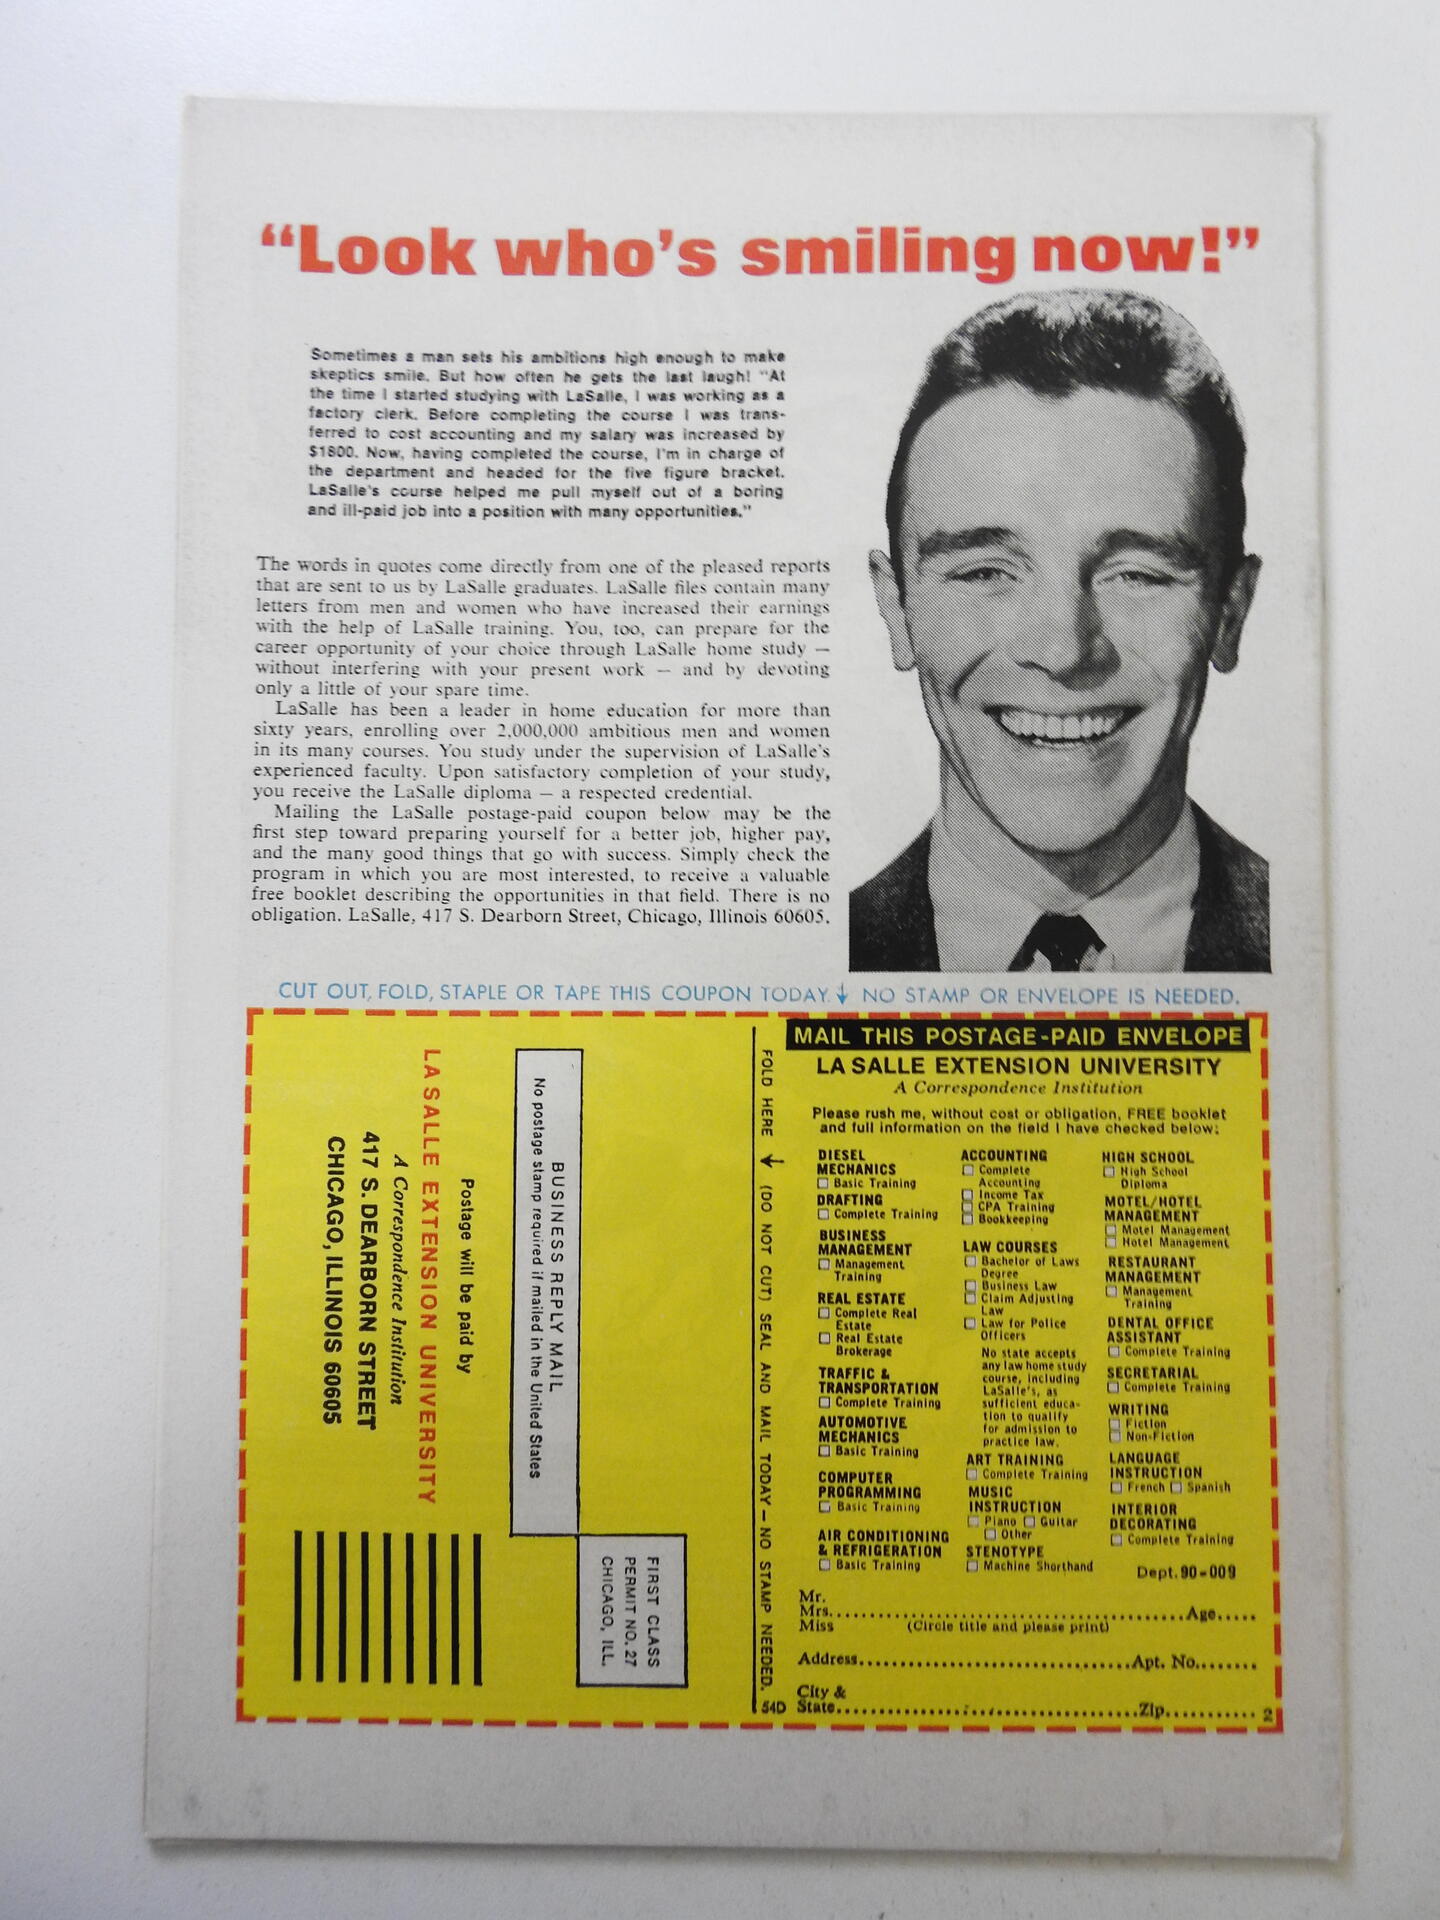 “Look who’s smiling now!”
Sometimes a man sets his ambitions high enough to make
skeptics smile. But how often he gets the last laugh! “At
the time I started studying with LaSalle, I was working as a
factory clerk. Before completing the course I was trans-
ferred to cost accounting and my salary was increased by
$1800. Now, having completed the course, I’m in charge of
the department and headed for the five figure bracket.
LaSalle’s course helped me pull myself out of a boring
and ill-paid job into a position with many opportunities.”
The words in quotes come directly from one of the pleased reports
that are sent to us by LaSalle graduates. LaSalle files contain many
letters from men and women who have increased their earnings
with the help of LaSalle training. You, too, can prepare for the
career opportunity of your choice through LaSalle home study —
without interfering with your present work — and by devoting
only a little of your spare time.
LaSalle has been a leader in home education for more than
sixty years, enrolling over 2,000,000 ambitious men and women
in its many courses. You study under the supervision of LaSalle’s
experienced faculty. Upon satisfactory completion of your study,
you receive the LaSalle diploma — a respected credential.
Mailing the LaSalle postage-paid coupon below may be the
first step toward preparing yourself for a better job, higher pay,
and the many good things that go with success. Simply check the
program in which you are most interested, to receive a valuable
free booklet describing the opportunities in that field. There is no
obligation. LaSalle, 417 S. Dearborn Street, Chicago, Illinois 60605.
CUT OUT, FOLD, STAPLE OR TAPE THIS COUPON TODAY. ↓ NO STAMP OR ENVELOPE IS NEEDED.
FIRST CLASS
PERMIT NO. 27
CHICAGO, ILL.
BUSINESS REPLY MAIL
No postage stamp required if mailed in the United States
Postage will be paid by
LA SALLE EXTENSION UNIVERSITY
A Correspondence Institution
417 S. DEARBORN STREET
CHICAGO, ILLINOIS 60605
FOLD HERE → (DO NOT CUT) SEAL AND MAIL TODAY — NO STAMP NEEDED.
54D
MAIL THIS POSTAGE-PAID ENVELOPE
LA SALLE EXTENSION UNIVERSITY
A Correspondence Institution
Please rush me, without cost or obligation, FREE booklet
and full information on the field I have checked below:
DIESEL
MECHANICS
☐ Basic Training
DRAFTING
☐ Complete Training
BUSINESS
MANAGEMENT
☐ Management
Training
REAL ESTATE
☐ Complete Real
Estate
☐ Real Estate
Brokerage
TRAFFIC &
TRANSPORTATION
☐ Complete Training
AUTOMOTIVE
MECHANICS
☐ Basic Training
COMPUTER
PROGRAMMING
☐ Basic Training
AIR CONDITIONING
& REFRIGERATION
☐ Basic Training
ACCOUNTING
☐ Complete
Accounting
☐ Income Tax
☐ CPA Training
☐ Bookkeeping
LAW COURSES
☐ Bachelor of Laws
Degree
☐ Business Law
☐ Claim Adjusting
Law
☐ Law for Police
Officers
No state accepts
any law home study
course, including
LaSalle’s, as
sufficient educa-
tion to qualify
for admission to
practice law.
ART TRAINING
☐ Complete Training
MUSIC
INSTRUCTION
☐ Piano ☐ Guitar
☐ Other
STENOTYPE
☐ Machine Shorthand
HIGH SCHOOL
☐ High School
Diploma
MOTEL/HOTEL
MANAGEMENT
☐ Motel Management
☐ Hotel Management
RESTAURANT
MANAGEMENT
☐ Management
Training
DENTAL OFFICE
ASSISTANT
☐ Complete Training
SECRETARIAL
☐ Complete Training
WRITING
☐ Fiction
☐ Non-Fiction
LANGUAGE
INSTRUCTION
☐ French ☐ Spanish
INTERIOR
DECORATING
☐ Complete Training
Dept. 90-009
Mr.
Mrs.......Age.....
Miss (Circle title and please print)
Address.......Apt. No.......
City &
State.......Zip....... 2